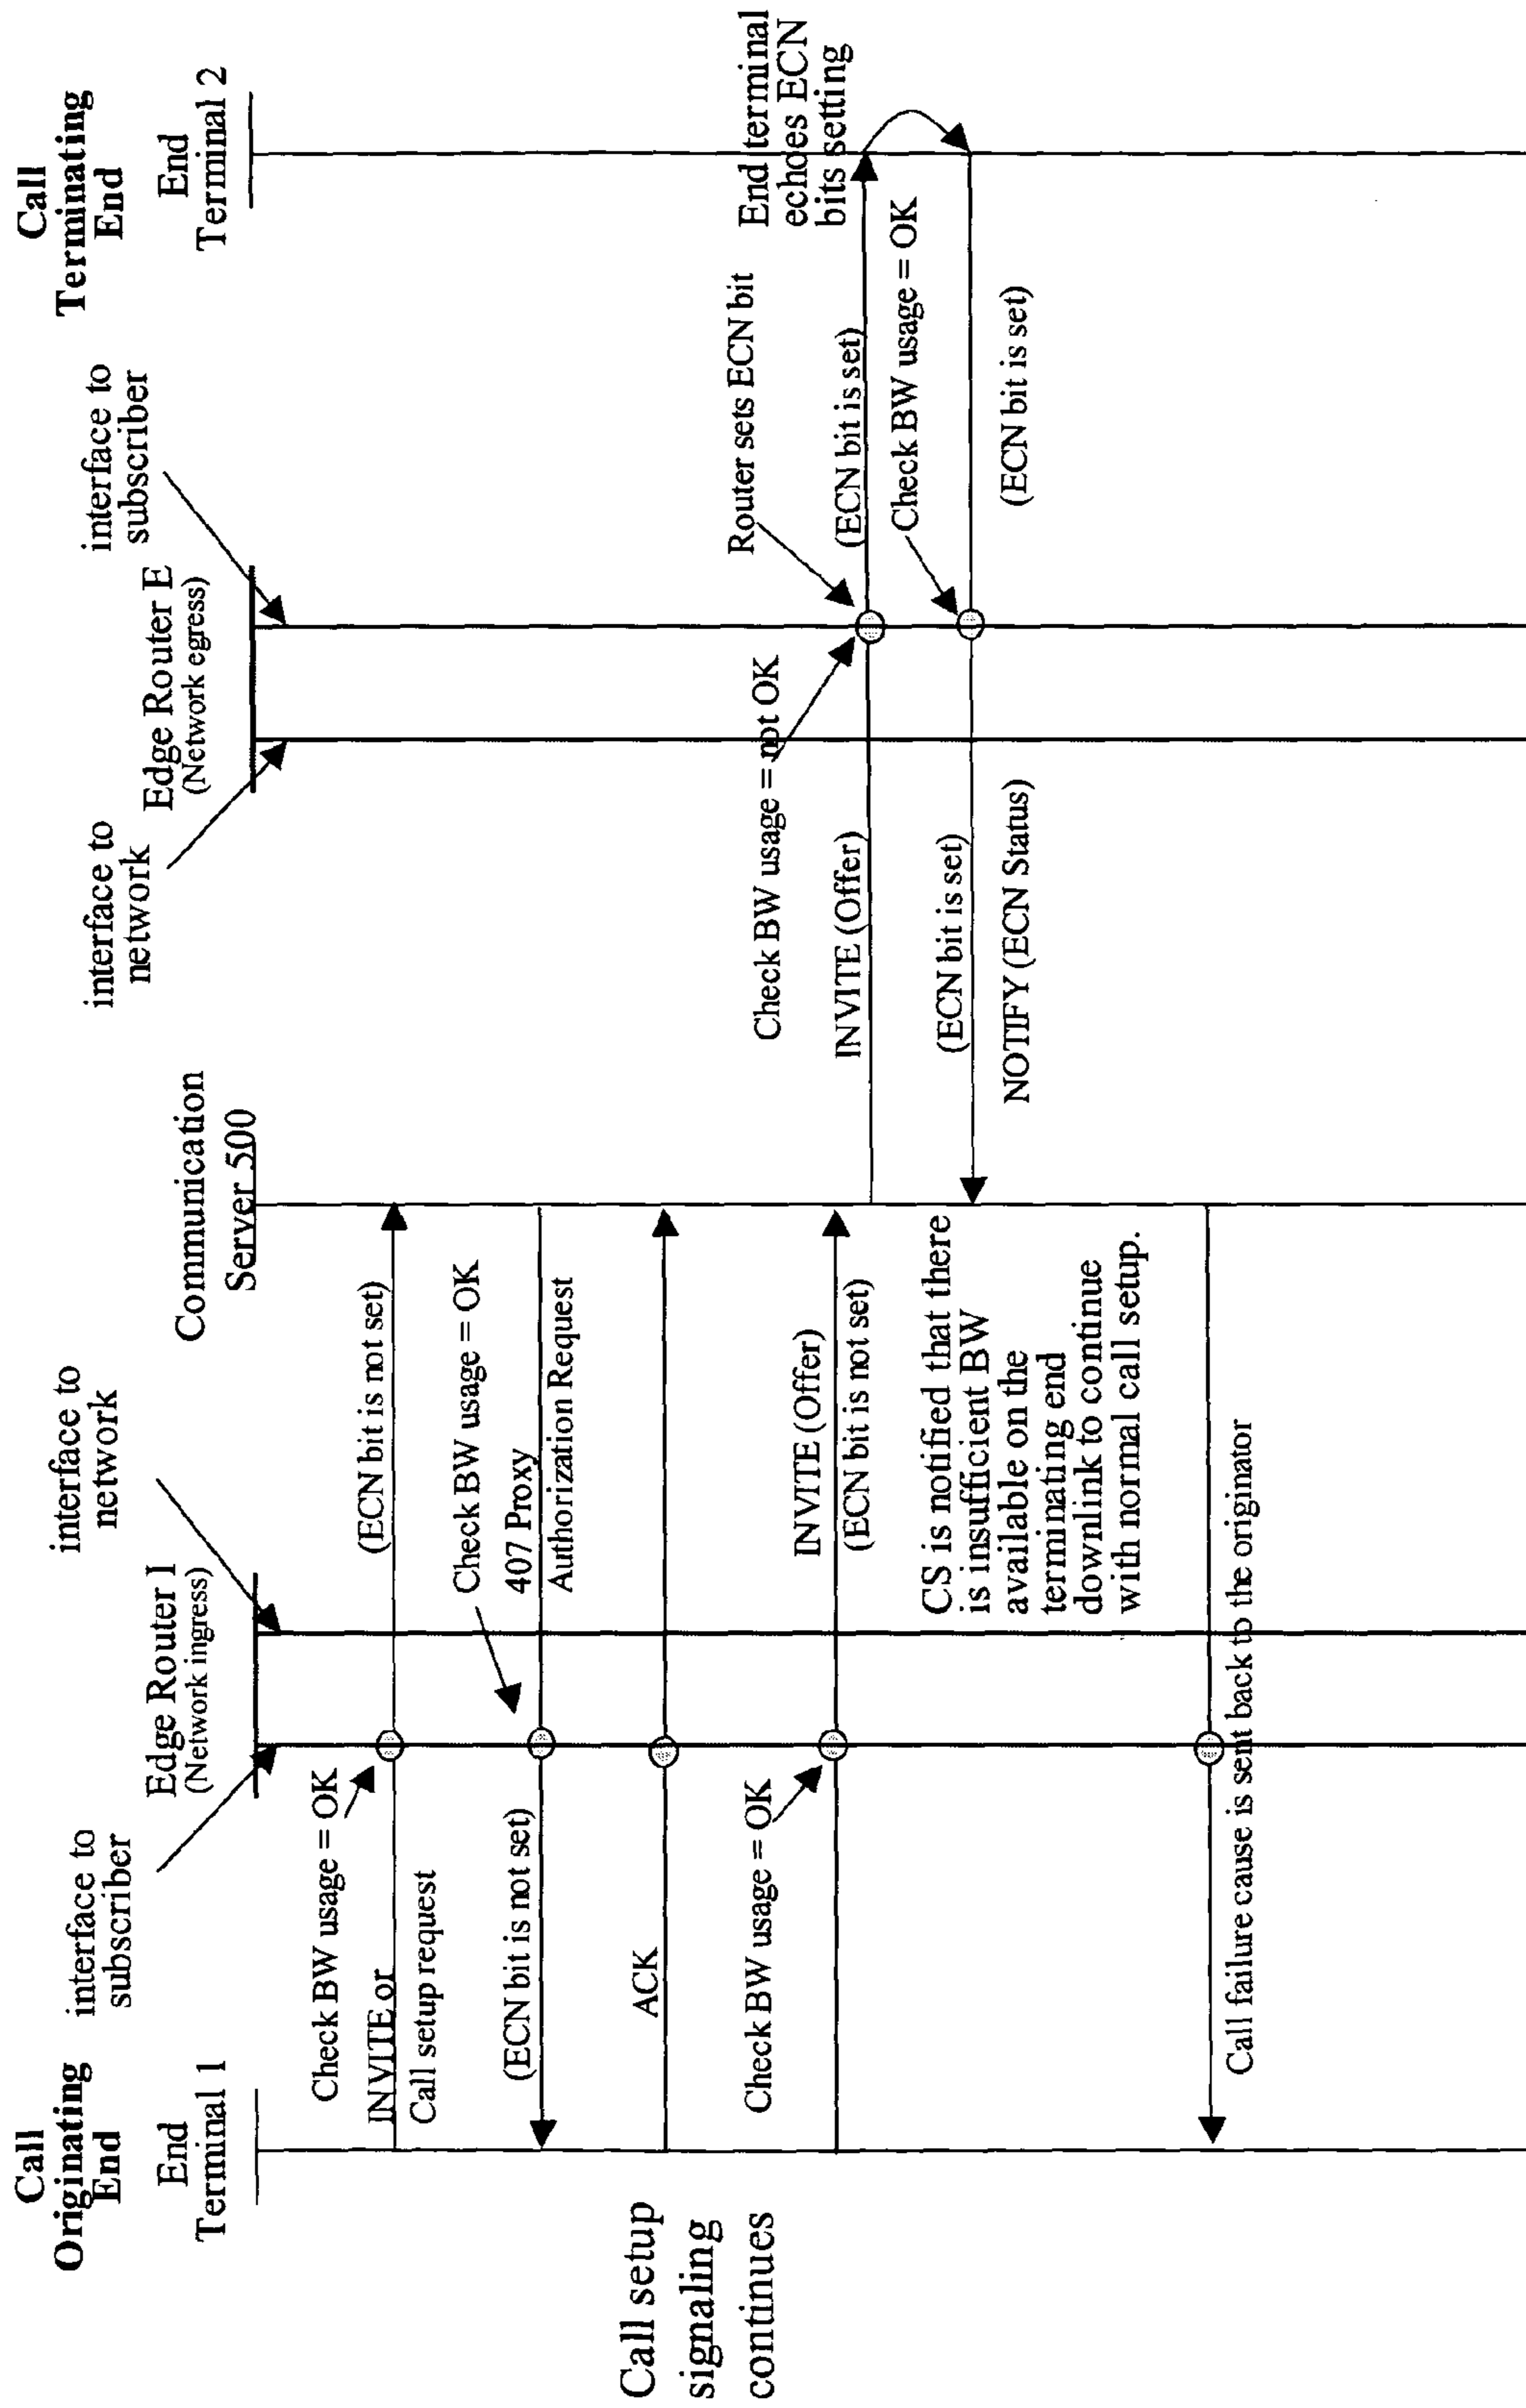 Call
Originating
End
End
Terminal 1
interface to
subscriber
Edge Router I
(Network ingress)
interface to
network
Communication
Server 500
interface to
network
Edge Router E
(Network egress)
interface to
subscriber
Call
Terminating
End
End
Terminal 2
Check BW usage = OK
INVITE or
Call setup request
(ECN bit is not set)
Check BW usage = OK
407 Proxy
Authorization Request
(ECN bit is not set)
Call setup
signaling
continues
ACK
Check BW usage = OK
INVITE (Offer)
(ECN bit is not set)
Check BW usage = not OK
INVITE (Offer)
Router sets ECN bit
(ECN bit is set)
End terminal
echoes ECN
bits setting
Check BW usage = OK
(ECN bit is set)
(ECN bit is set)
NOTIFY (ECN Status)
CS is notified that there
is insufficient BW
available on the
terminating end
downlink to continue
with normal call setup.
Call failure cause is sent back to the originator